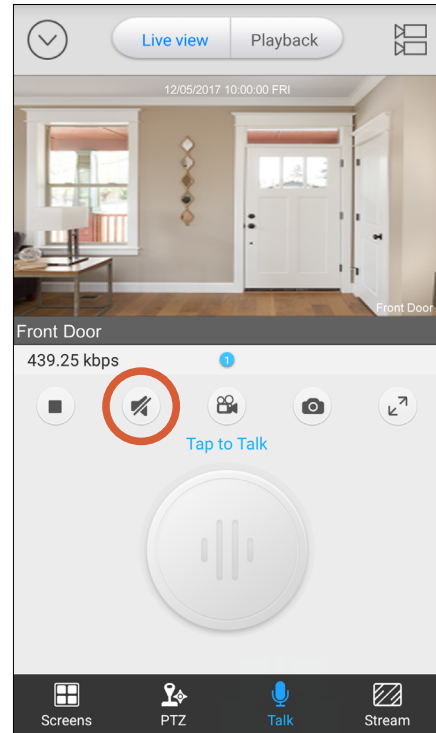 Live view
Playback
12/05/2017 10:00:00 FRI
Front Door
Front Door
439.25 kbps
1
Tap to Talk
Screens
PTZ
Talk
Stream